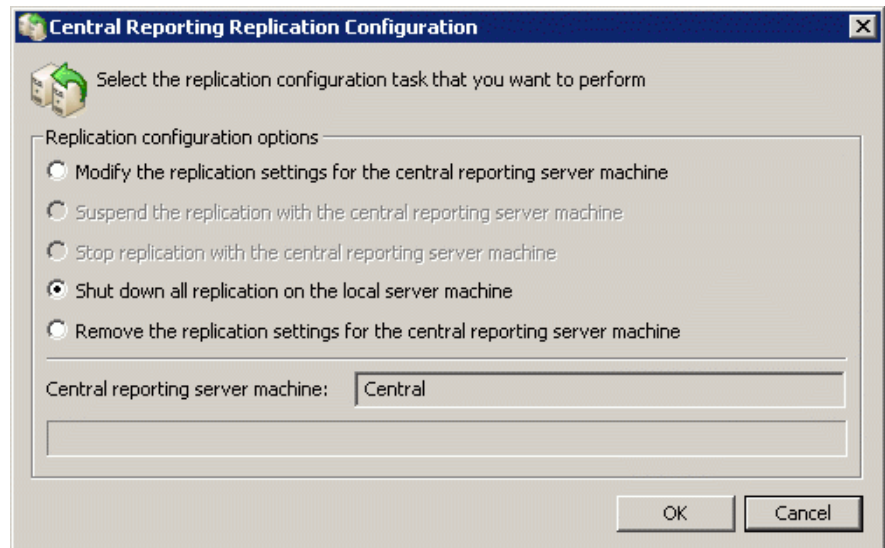 Central Reporting Replication Configuration
Select the replication configuration task that you want to perform
Replication configuration options
Modify the replication settings for the central reporting server machine
Suspend the replication with the central reporting server machine
Stop replication with the central reporting server machine
Shut down all replication on the local server machine
Remove the replication settings for the central reporting server machine
Central reporting server machine: Central
OK Cancel